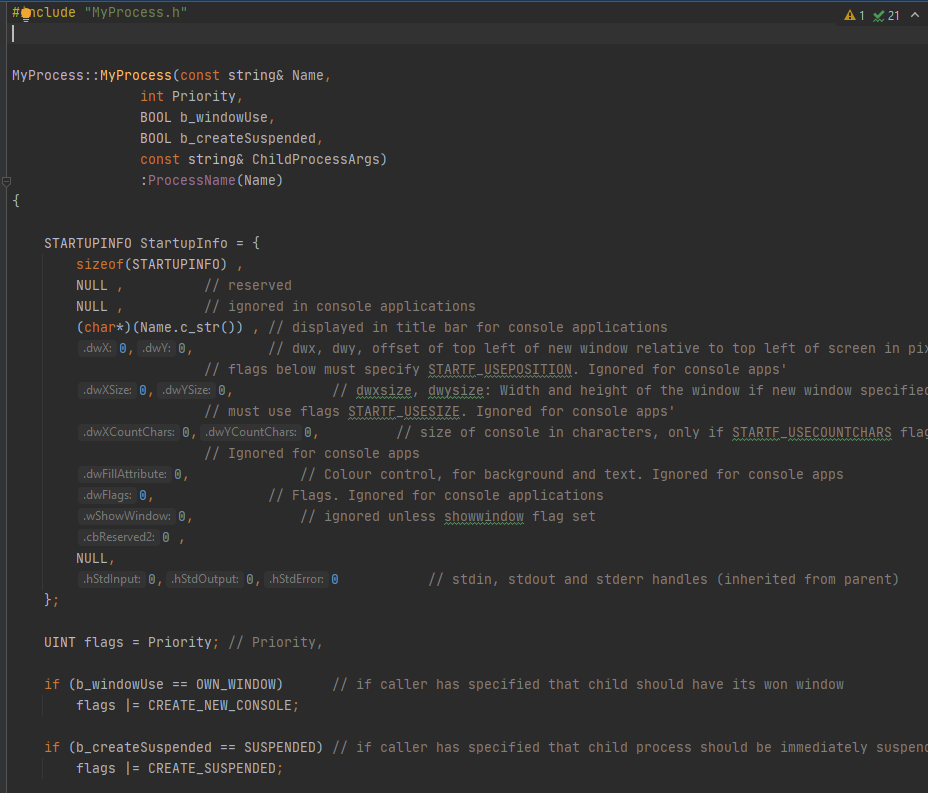 #include "MyProcess.h"
1 21
MyProcess::MyProcess(const string& Name,
int Priority,
BOOL b_windowUse,
BOOL b_createSuspended,
const string& ChildProcessArgs)
:ProcessName(Name)
{
STARTUPINFO StartupInfo = {
sizeof(STARTUPINFO) ,
NULL , // reserved
NULL , // ignored in console applications
(char*)(Name.c_str()) , // displayed in title bar for console applications
.dwX: 0, .dwY: 0, // dwx, dwy, offset of top left of new window relative to top left of screen in pix
// flags below must specify STARTF_USEPOSITION. Ignored for console apps'
.dwXSize: 0, .dwYSize: 0, // dwxsize, dwysize: Width and height of the window if new window specified
// must use flags STARTF_USESIZE. Ignored for console apps'
.dwXCountChars: 0, .dwYCountChars: 0, // size of console in characters, only if STARTF_USECOUNTCHARS flag
// Ignored for console apps
.dwFillAttribute: 0, // Colour control, for background and text. Ignored for console apps
.dwFlags: 0, // Flags. Ignored for console applications
.wShowWindow: 0, // ignored unless showwindow flag set
.cbReserved2: 0 ,
NULL,
.hStdInput: 0, .hStdOutput: 0, .hStdError: 0 // stdin, stdout and stderr handles (inherited from parent)
};
UINT flags = Priority; // Priority,
if (b_windowUse == OWN_WINDOW) // if caller has specified that child should have its won window
flags |= CREATE_NEW_CONSOLE;
if (b_createSuspended == SUSPENDED) // if caller has specified that child process should be immediately suspend
flags |= CREATE_SUSPENDED;